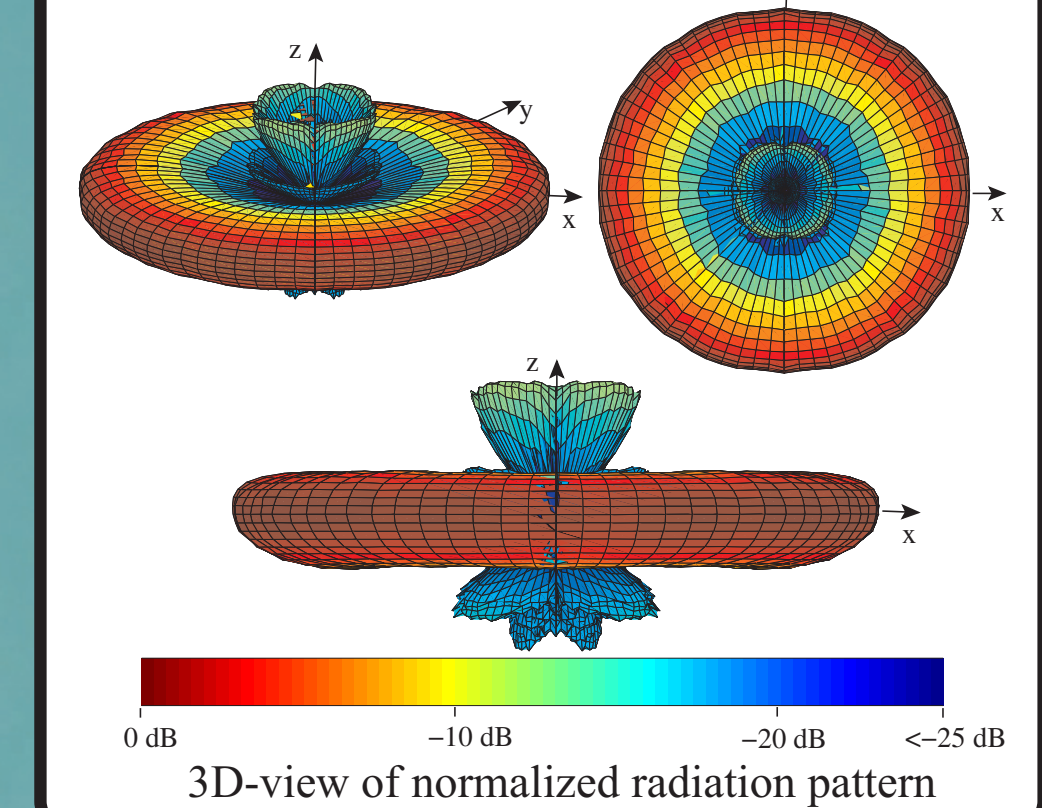 z
y
x
x
z
x
0 dB
−10 dB
−20 dB
<−25 dB
3D-view of normalized radiation pattern